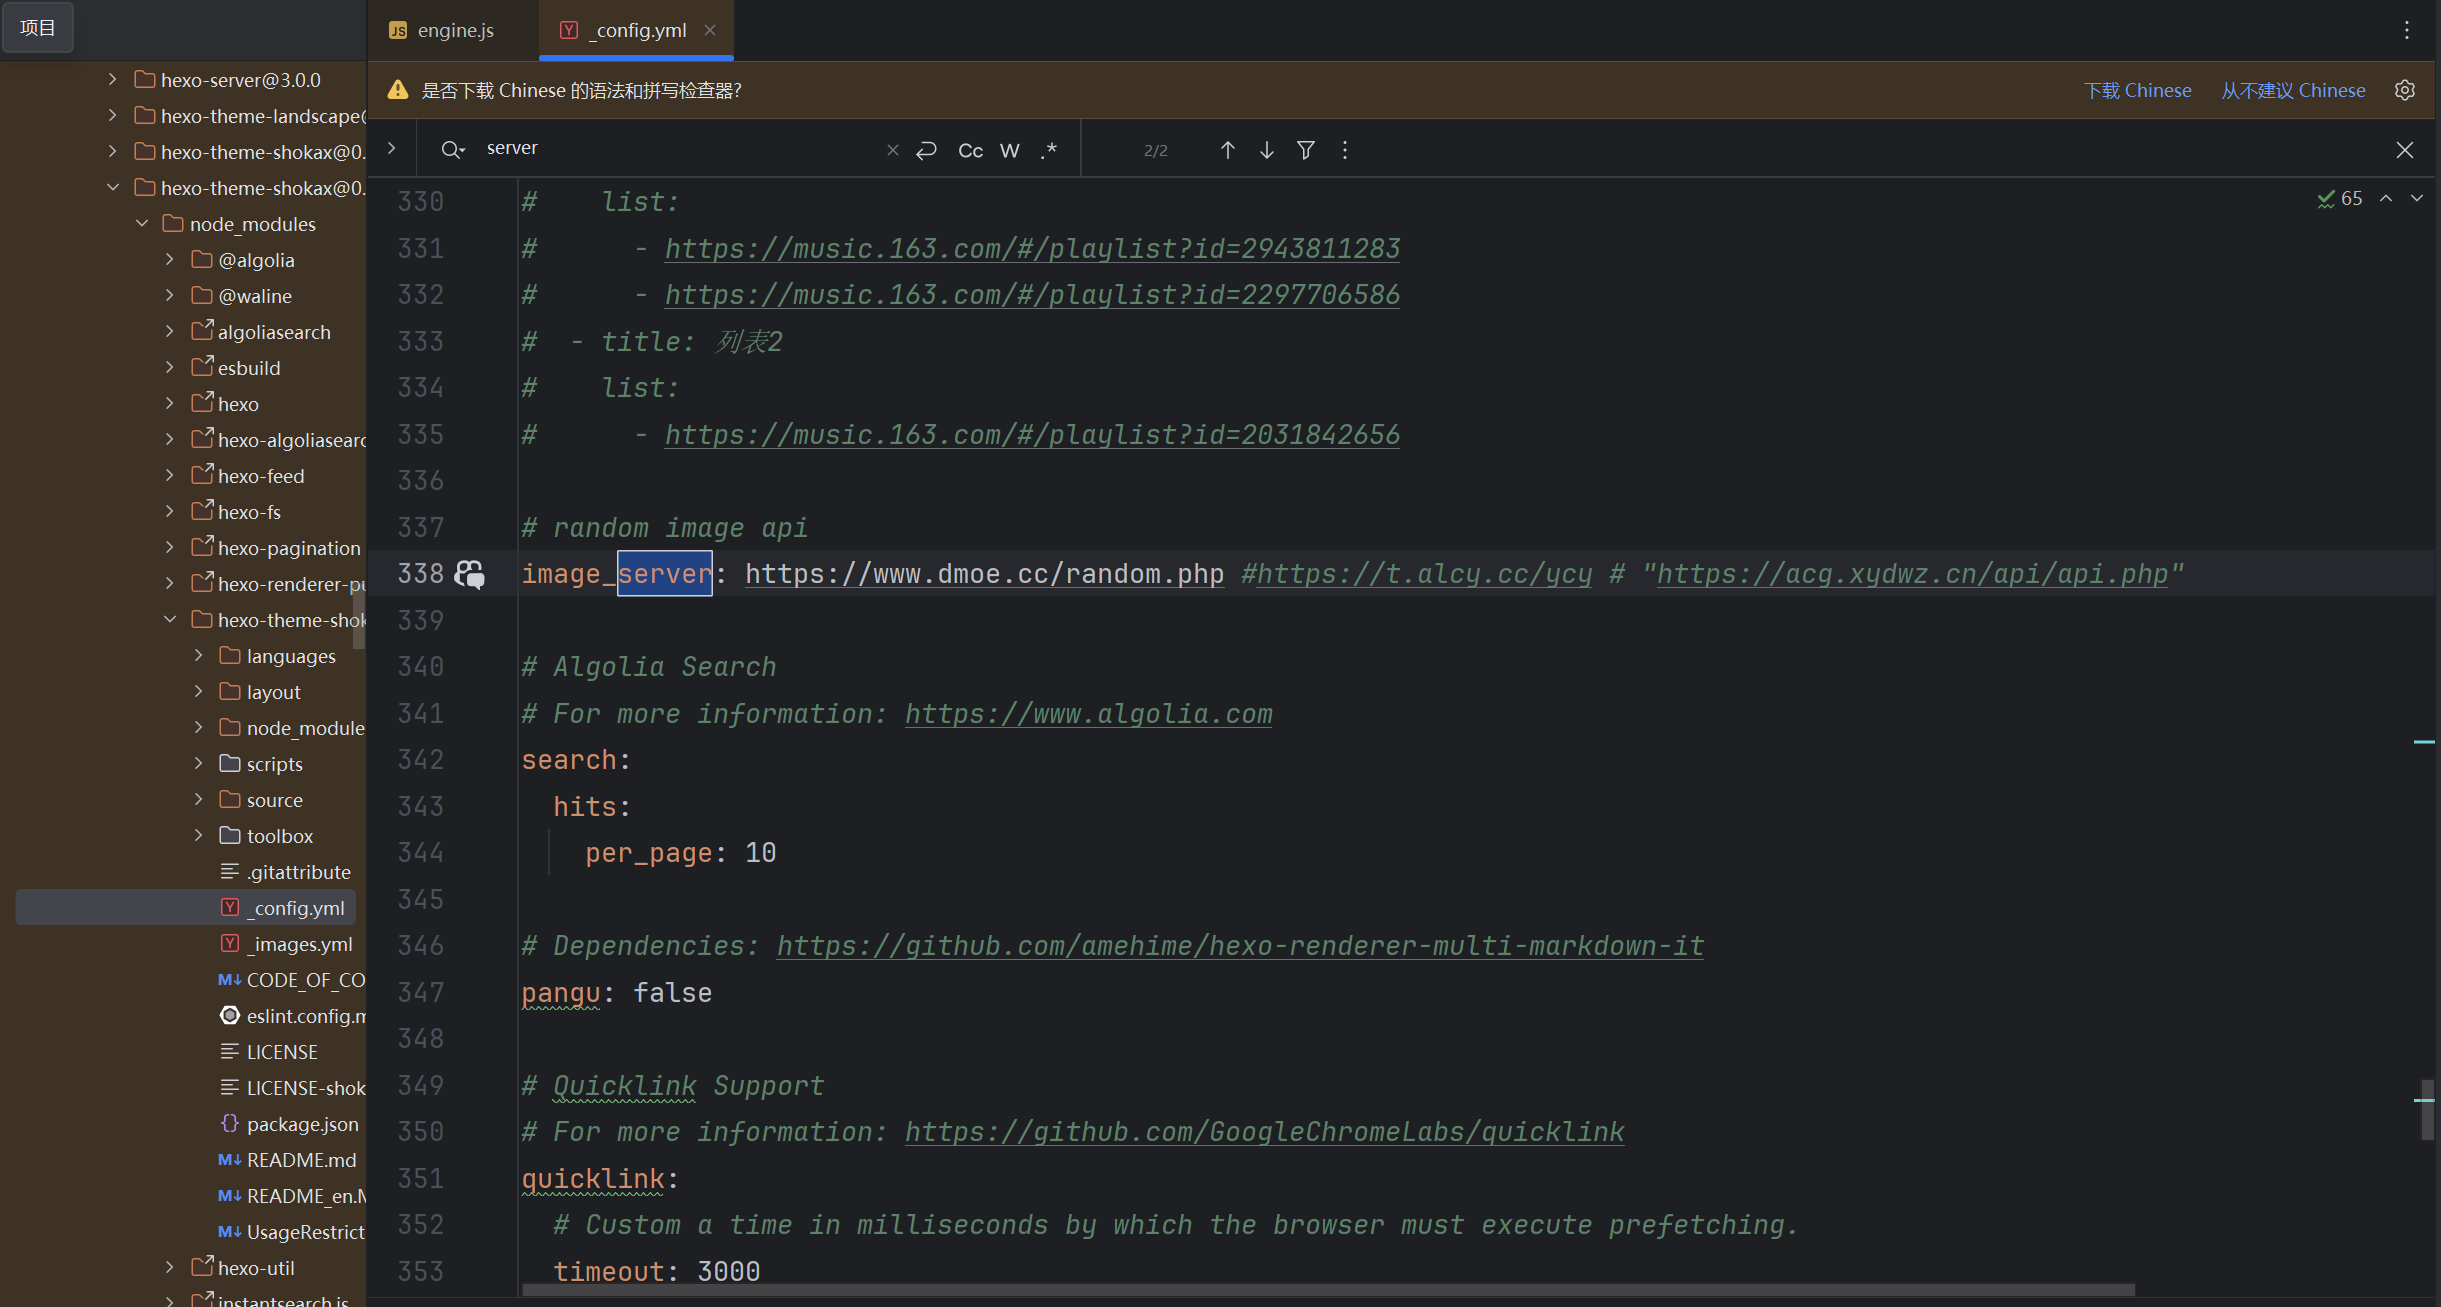 项目
hexo-server@3.0.0
hexo-theme-landscape@
hexo-theme-shokax@0.
hexo-theme-shokax@0.
node_modules
@algolia
@waline
algoliasearch
esbuild
hexo
hexo-algoliasearc
hexo-feed
hexo-fs
hexo-pagination
hexo-renderer-pu
hexo-theme-shok
languages
layout
node_module
scripts
source
toolbox
.gitattribute
_config.yml
_images.yml
CODE_OF_CO
eslint.config.m
LICENSE
LICENSE-shok
package.json
README.md
README_en.M
UsageRestrict
hexo-util
instantsearch.js
engine.js
_config.yml
是否下载 Chinese 的语法和拼写检查器?
下载 Chinese 从不建议 Chinese
server
Cc W .* 2/2
65
330 #    list:
331 #      - https://music.163.com/#/playlist?id=2943811283
332 #      - https://music.163.com/#/playlist?id=2297706586
333 #  - title: 列表2
334 #    list:
335 #      - https://music.163.com/#/playlist?id=2031842656
336
337 # random image api
338 image_server: https://www.dmoe.cc/random.php #https://t.alcy.cc/ycy # "https://acg.xydwz.cn/api/api.php"
339
340 # Algolia Search
341 # For more information: https://www.algolia.com
342 search:
343   hits:
344     per_page: 10
345
346 # Dependencies: https://github.com/amehime/hexo-renderer-multi-markdown-it
347 pangu: false
348
349 # Quicklink Support
350 # For more information: https://github.com/GoogleChromeLabs/quicklink
351 quicklink:
352   # Custom a time in milliseconds by which the browser must execute prefetching.
353   timeout: 3000